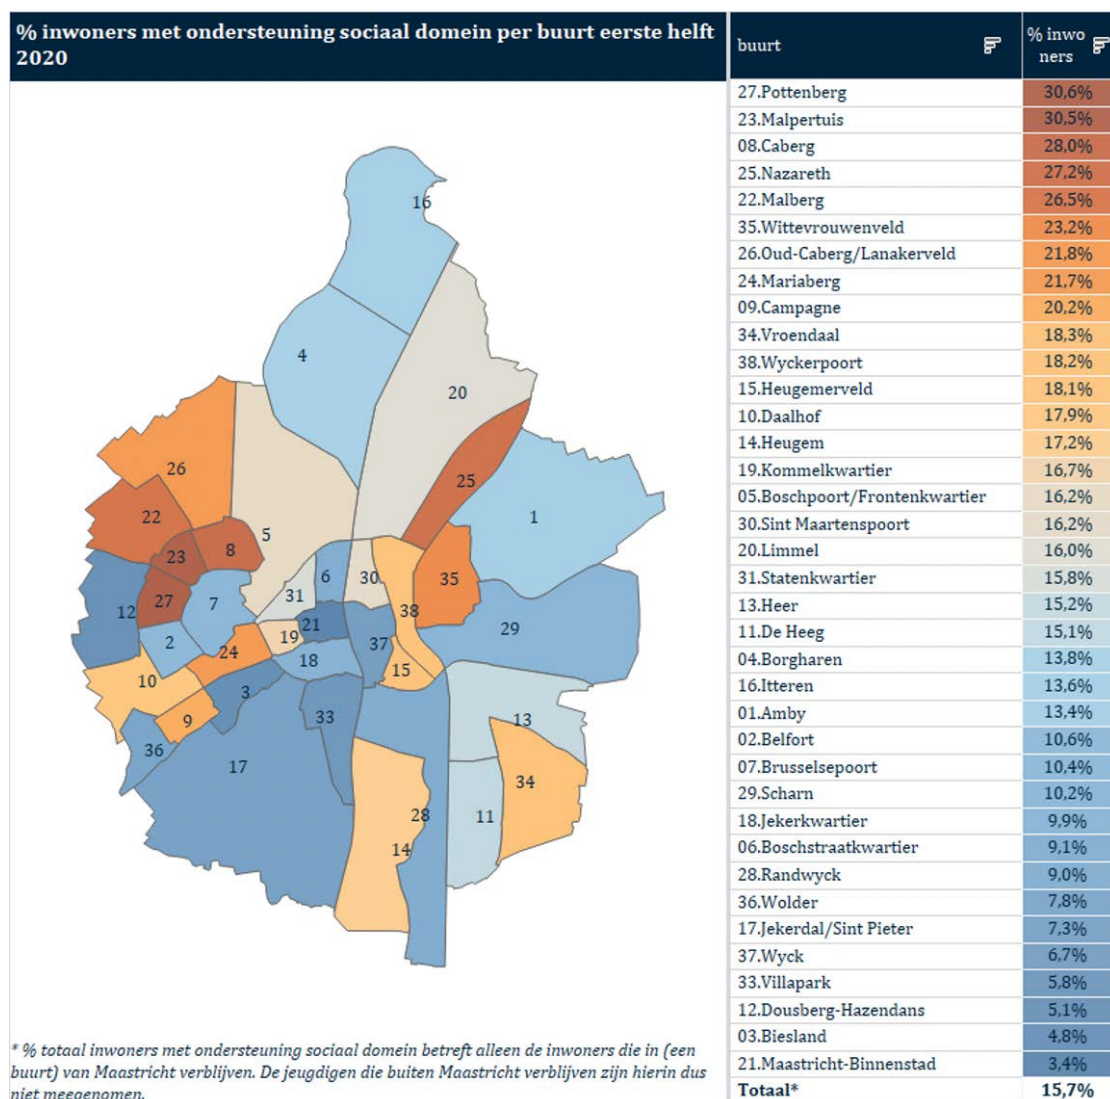 % inwoners met ondersteuning sociaal domein per buurt eerste helft
2020
16
4
20
26
25
22
1
5
23
8
6
30
35
27
31
12
7
38
21
29
2
19
37
24
18
15
10
3
9
33
13
36
17
34
28
11
14
* % totaal inwoners met ondersteuning sociaal domein betreft alleen de inwoners die in (een
buurt) van Maastricht verblijven. De jeugdigen die buiten Maastricht verblijven zijn hierin dus
niet meegenomen.
buurt % inwo
ners
27.Pottenberg 30,6%
23.Malpertuis 30,5%
08.Caberg 28,0%
25.Nazareth 27,2%
22.Malberg 26,5%
35.Wittevrouwenveld 23,2%
26.Oud-Caberg/Lanakerveld 21,8%
24.Mariaberg 21,7%
09.Campagne 20,2%
34.Vroendaal 18,3%
38.Wyckerpoort 18,2%
15.Heugemerveld 18,1%
10.Daalhof 17,9%
14.Heugem 17,2%
19.Kommelkwartier 16,7%
05.Boschpoort/Frontenkwartier 16,2%
30.Sint Maartenspoort 16,2%
20.Limmel 16,0%
31.Statenkwartier 15,8%
13.Heer 15,2%
11.De Heeg 15,1%
04.Borgharen 13,8%
16.Itteren 13,6%
01.Amby 13,4%
02.Belfort 10,6%
07.Brusselsepoort 10,4%
29.Scharn 10,2%
18.Jekerkwartier 9,9%
06.Boschstraatkwartier 9,1%
28.Randwyck 9,0%
36.Wolder 7,8%
17.Jekerdal/Sint Pieter 7,3%
37.Wyck 6,7%
33.Villapark 5,8%
12.Dousberg-Hazendans 5,1%
03.Biesland 4,8%
21.Maastricht-Binnenstad 3,4%
Totaal* 15,7%